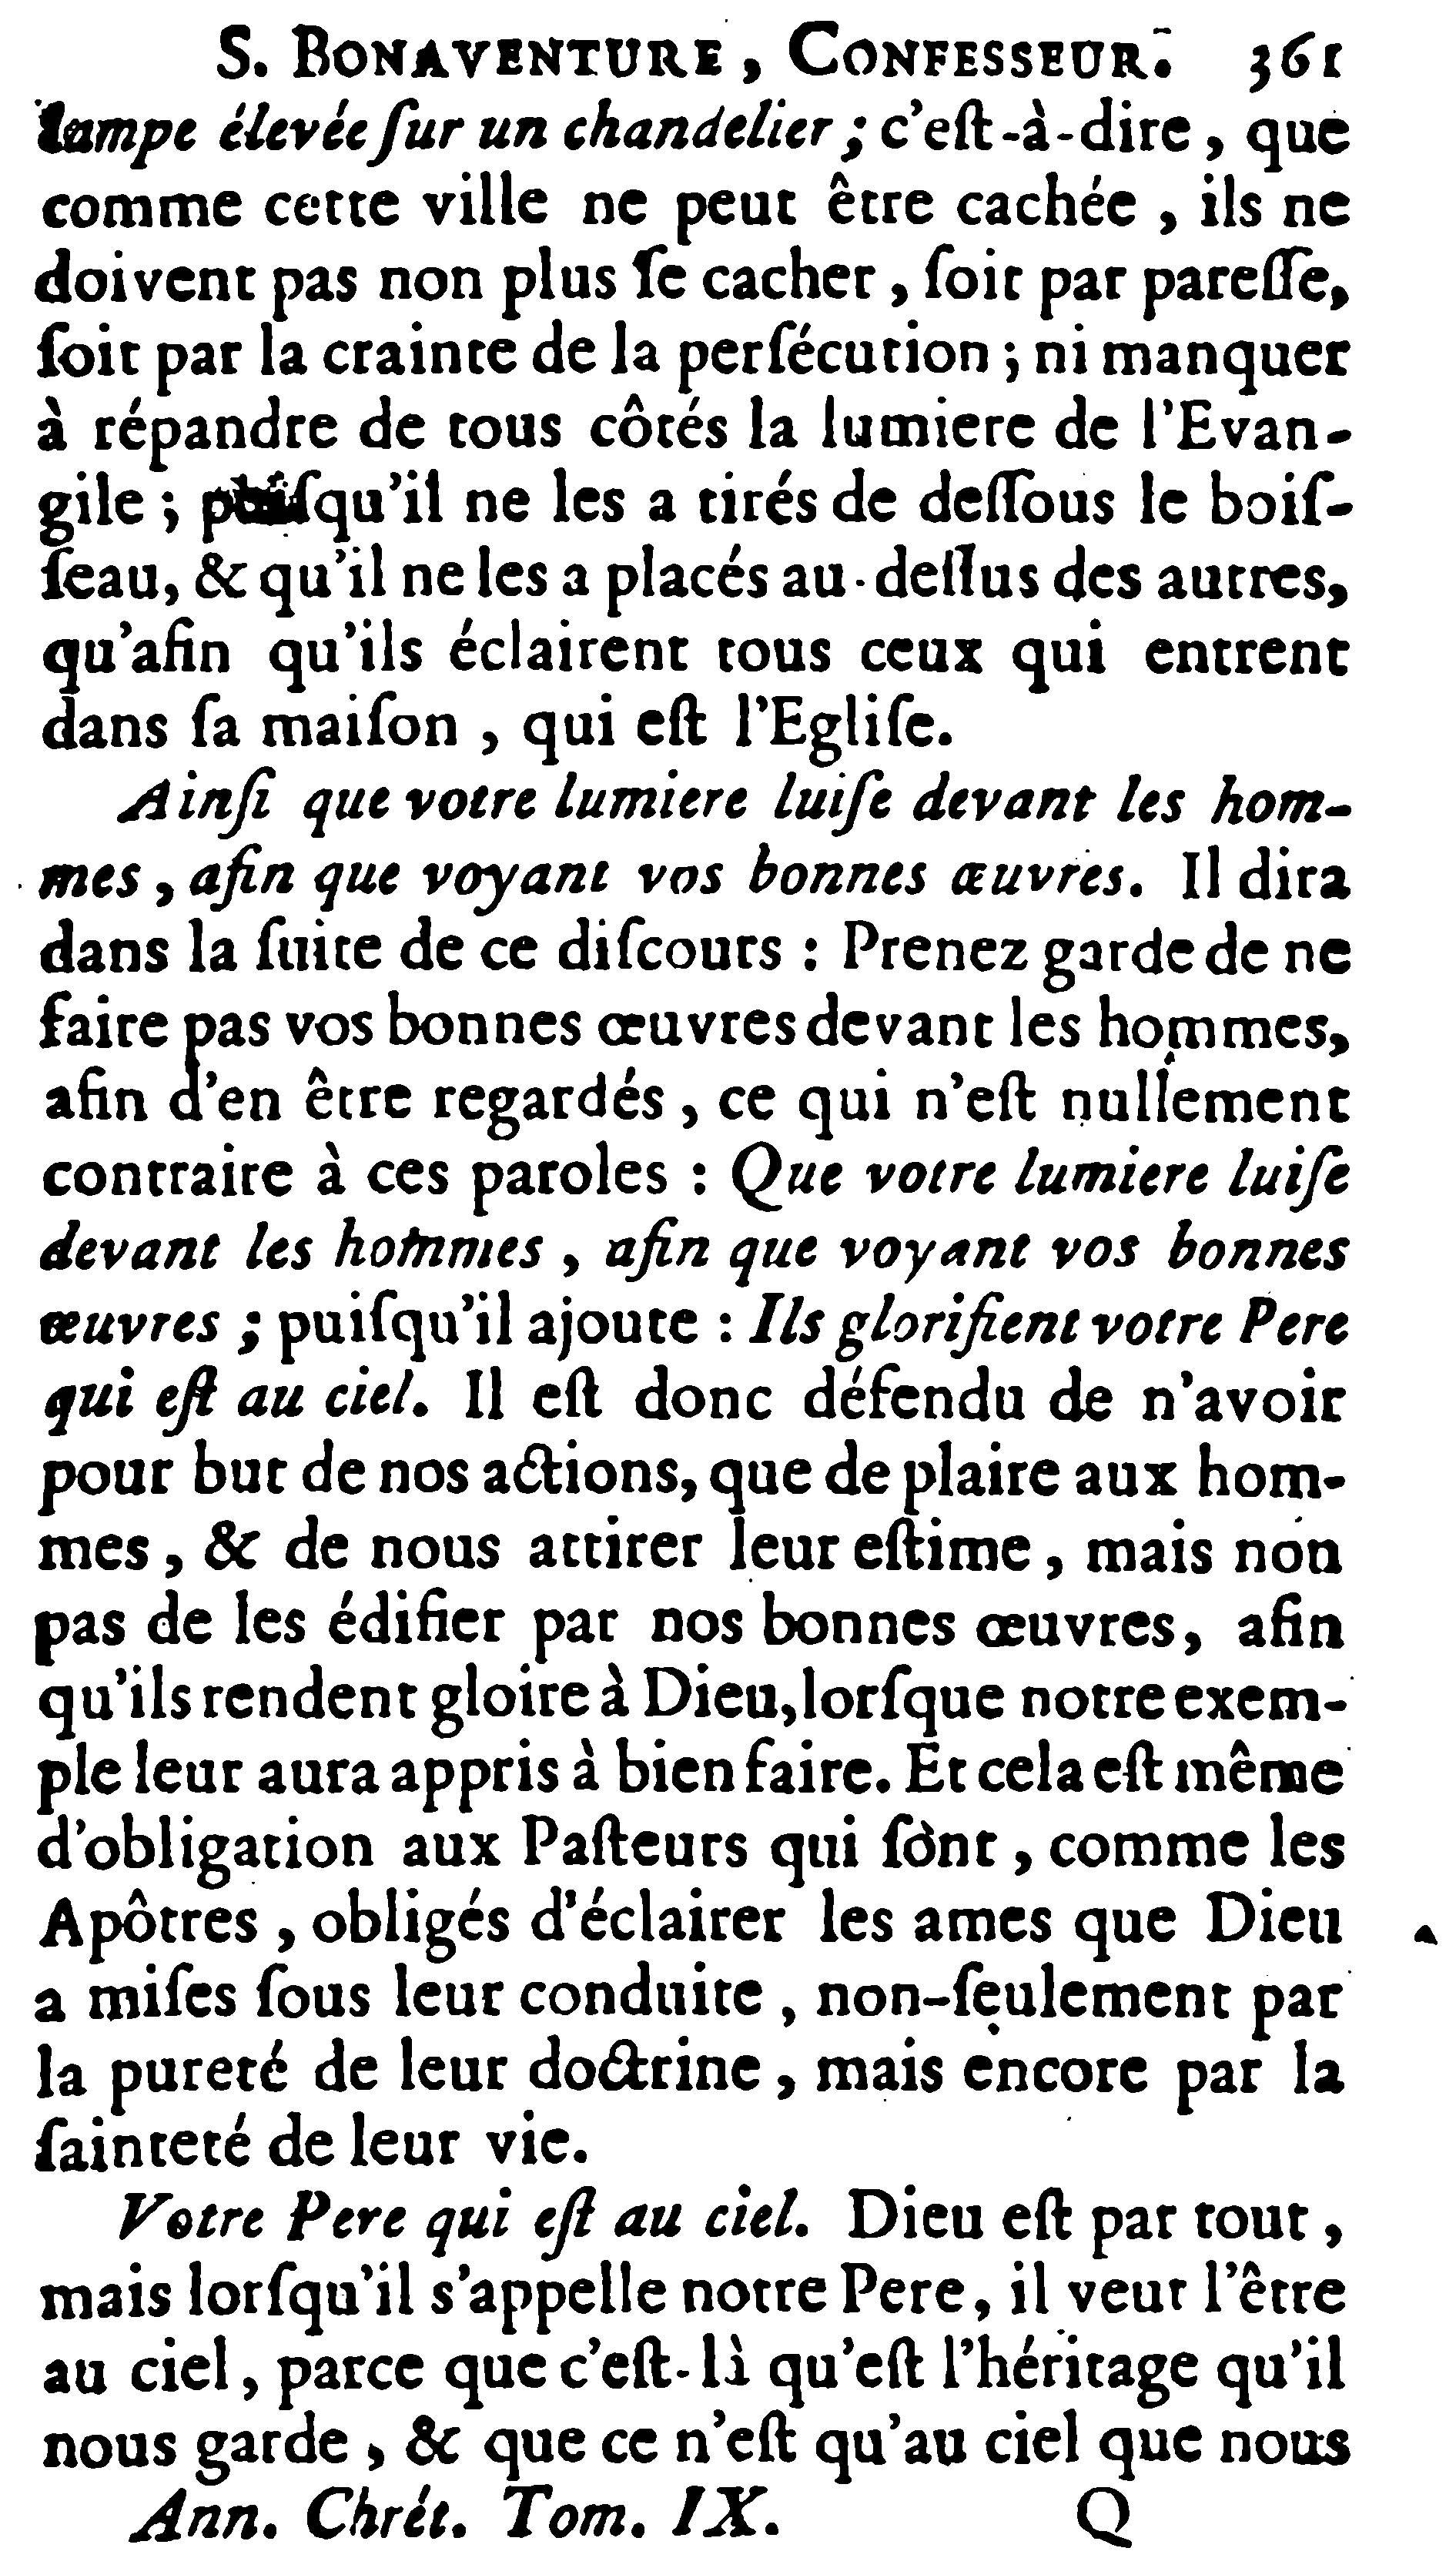 S. BONAVENTURE, CONFESSEUR. 361
lampe élevée ſur un chandelier; c'eſt-à-dire, que
comme cette ville ne peut être cachée, ils ne
doivent pas non plus ſe cacher, ſoit par pareſſe,
ſoit par la crainte de la perſécution; ni manquer
à répandre de tous côtés la lumiere de l'Evan-
gile; puiſqu'il ne les a tirés de deſſous le boiſ-
ſeau, & qu'il ne les a placés au-deſſus des autres,
qu'afin qu'ils éclairent tous ceux qui entrent
dans ſa maiſon, qui eſt l'Egliſe.
Ainſi que votre lumiere luiſe devant les hom-
mes, afin que voyant vos bonnes œuvres. Il dira
dans la ſuite de ce diſcours : Prenez garde de ne
faire pas vos bonnes œuvres devant les hommes,
afin d'en être regardés, ce qui n'eſt nullement
contraire à ces paroles : Que votre lumiere luiſe
devant les hommes, afin que voyant vos bonnes
œuvres; puiſqu'il ajoute : Ils glorifient votre Pere
qui eſt au ciel. Il eſt donc défendu de n'avoir
pour but de nos actions, que de plaire aux hom-
mes, & de nous attirer leur eſtime, mais non
pas de les édifier par nos bonnes œuvres, afin
qu'ils rendent gloire à Dieu, lorſque notre exem-
ple leur aura appris à bien faire. Et cela eſt même
d'obligation aux Paſteurs qui ſont, comme les
Apôtres, obligés d'éclairer les ames que Dieu
a miſes ſous leur conduite, non-ſeulement par
la pureté de leur doctrine, mais encore par la
ſainteté de leur vie.
Votre Pere qui eſt au ciel. Dieu eſt par tout,
mais lorſqu'il s'appelle notre Pere, il veut l'être
au ciel, parce que c'eſt-là qu'eſt l'héritage qu'il
nous garde, & que ce n'eſt qu'au ciel que nous
Ann. Chrét. Tom. IX. Q